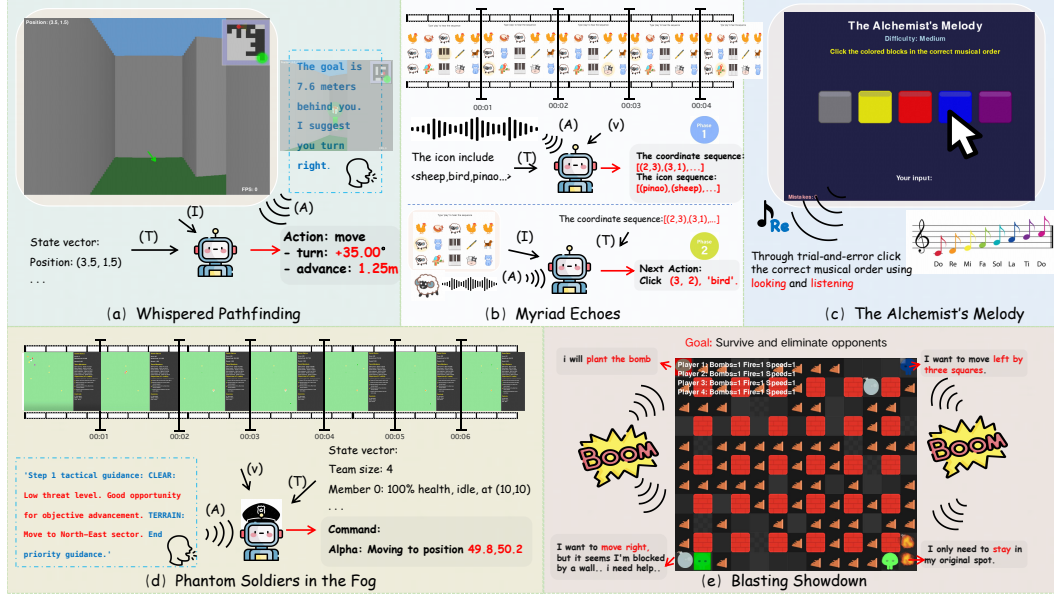 Position: (3.5, 1.5)
FPS: 0
The goal is
7.6 meters
behind you.
I suggest
you turn
right.
(I)
(A)
(T)
State vector:
Position: (3.5, 1.5)
...
Action: move
- turn: +35.00°
- advance: 1.25m
(a) Whispered Pathfinding
00:01
00:02
00:03
00:04
(A)
(v)
Phase
1
The icon include
<sheep,bird,pinao...>
(T)
The coordinate sequence:
[(2,3),(3,1),...]
The icon sequence:
[(pinao),(sheep),...]
The coordinate sequence:[(2,3),(3,1),...]
(I)
(T)
Phase
2
(A)
Next Action:
Click (3, 2), 'bird'.
(b) Myriad Echoes
The Alchemist's Melody
Difficulty: Medium
Click the colored blocks in the correct musical order
Your input:
Re
Through trial-and-error click
the correct musical order using
looking and listening
Do Re Mi Fa Sol La Ti Do
(c) The Alchemist's Melody
00:01
00:02
00:03
00:04
00:05
00:06
'Step 1 tactical guidance: CLEAR:
Low threat level. Good opportunity
for objective advancement. TERRAIN:
Move to North-East sector. End
priority guidance.'
(A)
(v)
(T)
State vector:
Team size: 4
Member 0: 100% health, idle, at (10,10)
...
Command:
Alpha: Moving to position 49.8,50.2
(d) Phantom Soldiers in the Fog
Goal: Survive and eliminate opponents
i will plant the bomb
Player 1: Bombs=1 Fire=1 Speed=1
Player 2: Bombs=1 Fire=1 Speed=1
Player 3: Bombs=1 Fire=1 Speed=1
Player 4: Bombs=1 Fire=1 Speed=1
I want to move left by
three squares.
BOOM
BOOM
I want to move right,
but it seems I'm blocked
by a wall.. i need help..
I only need to stay in
my original spot.
(e) Blasting Showdown